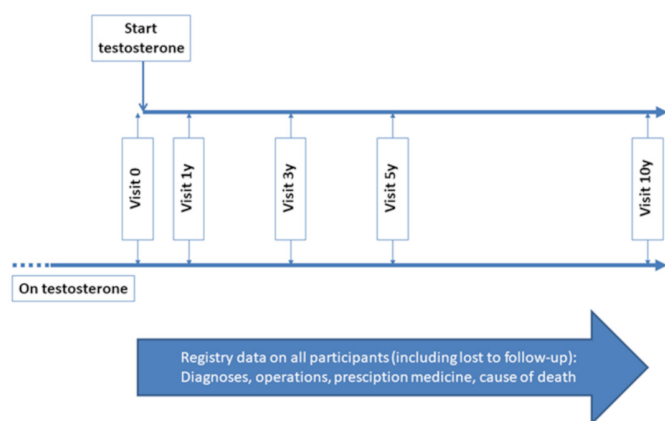 Start
testosterone
Visit 0
Visit 1y
Visit 3y
Visit 5y
Visit 10y
On testosterone
Registry data on all participants (including lost to follow-up):
Diagnoses, operations, presciption medicine, cause of death